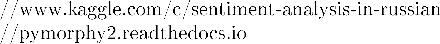 //www.kaggle.com/c/sentiment-analysis-in-russian
//pymorphy2.readthedocs.io